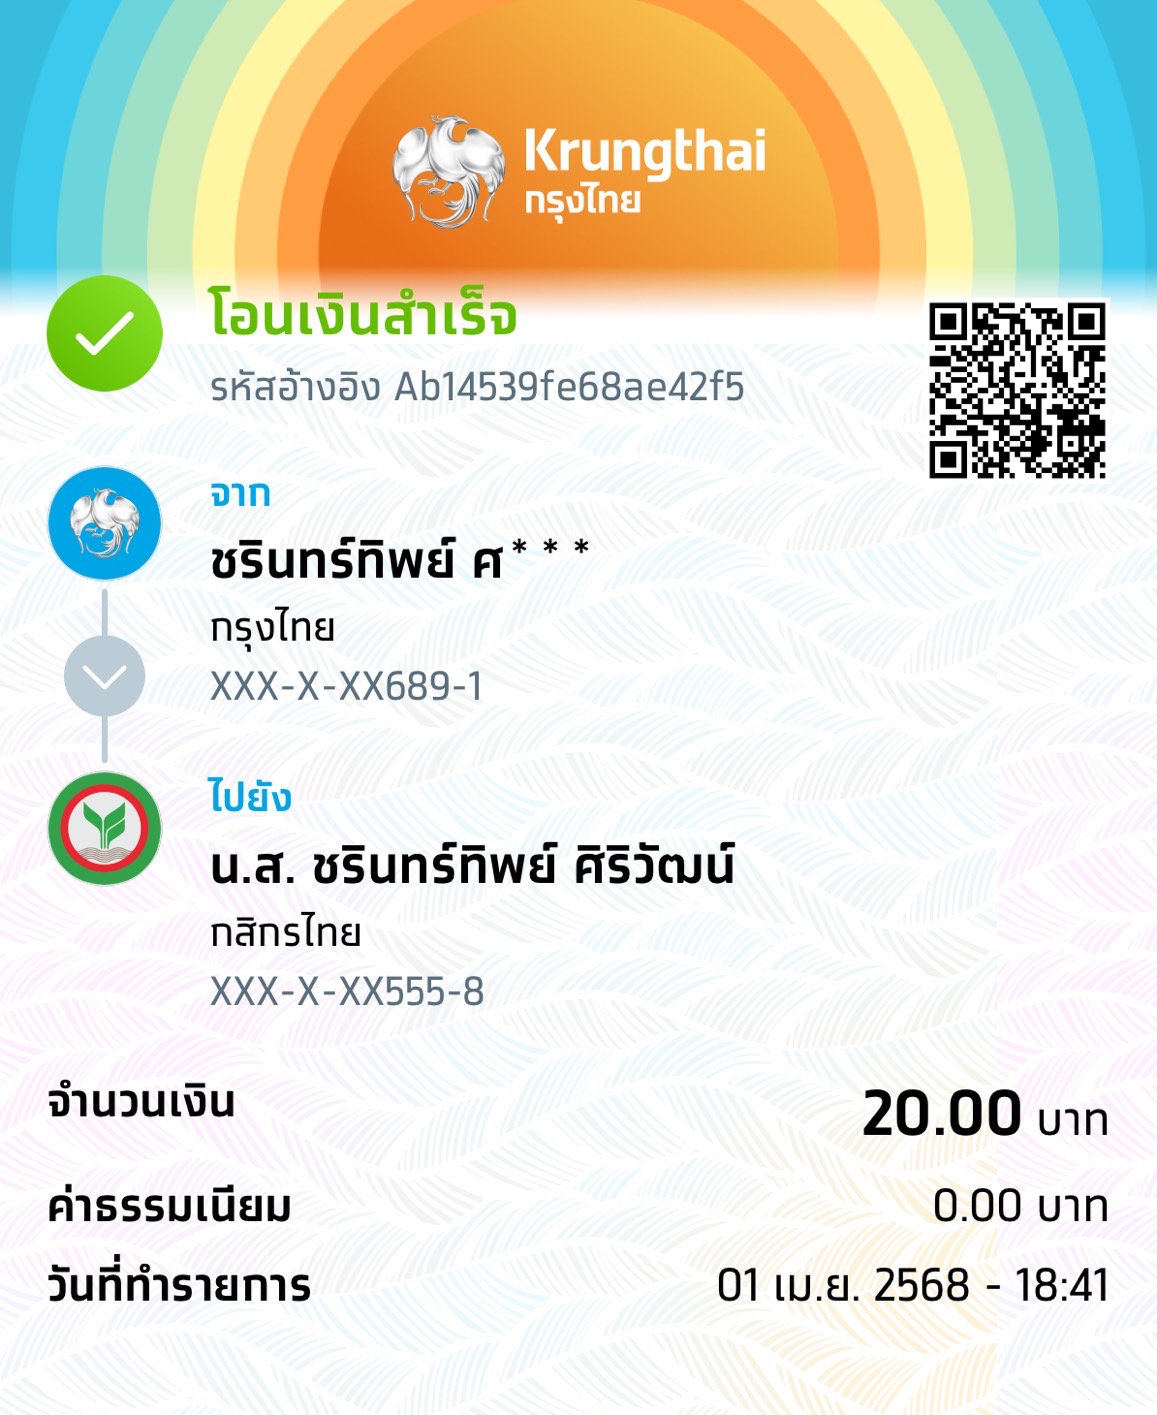 Krungthai
กรุงไทย
โอนเงินสำเร็จ
รหัสอ้างอิง Ab14539fe68ae42f5
จาก
ชรินทร์ทิพย์ ศ***
กรุงไทย
XXX-X-XX689-1
ไปยัง
น.ส. ชรินทร์ทิพย์ ศิริวัฒน์
กสิกรไทย
XXX-X-XX555-8
จำนวนเงิน 20.00 บาท
ค่าธรรมเนียม 0.00 บาท
วันที่ทำรายการ 01 เม.ย. 2568 - 18:41